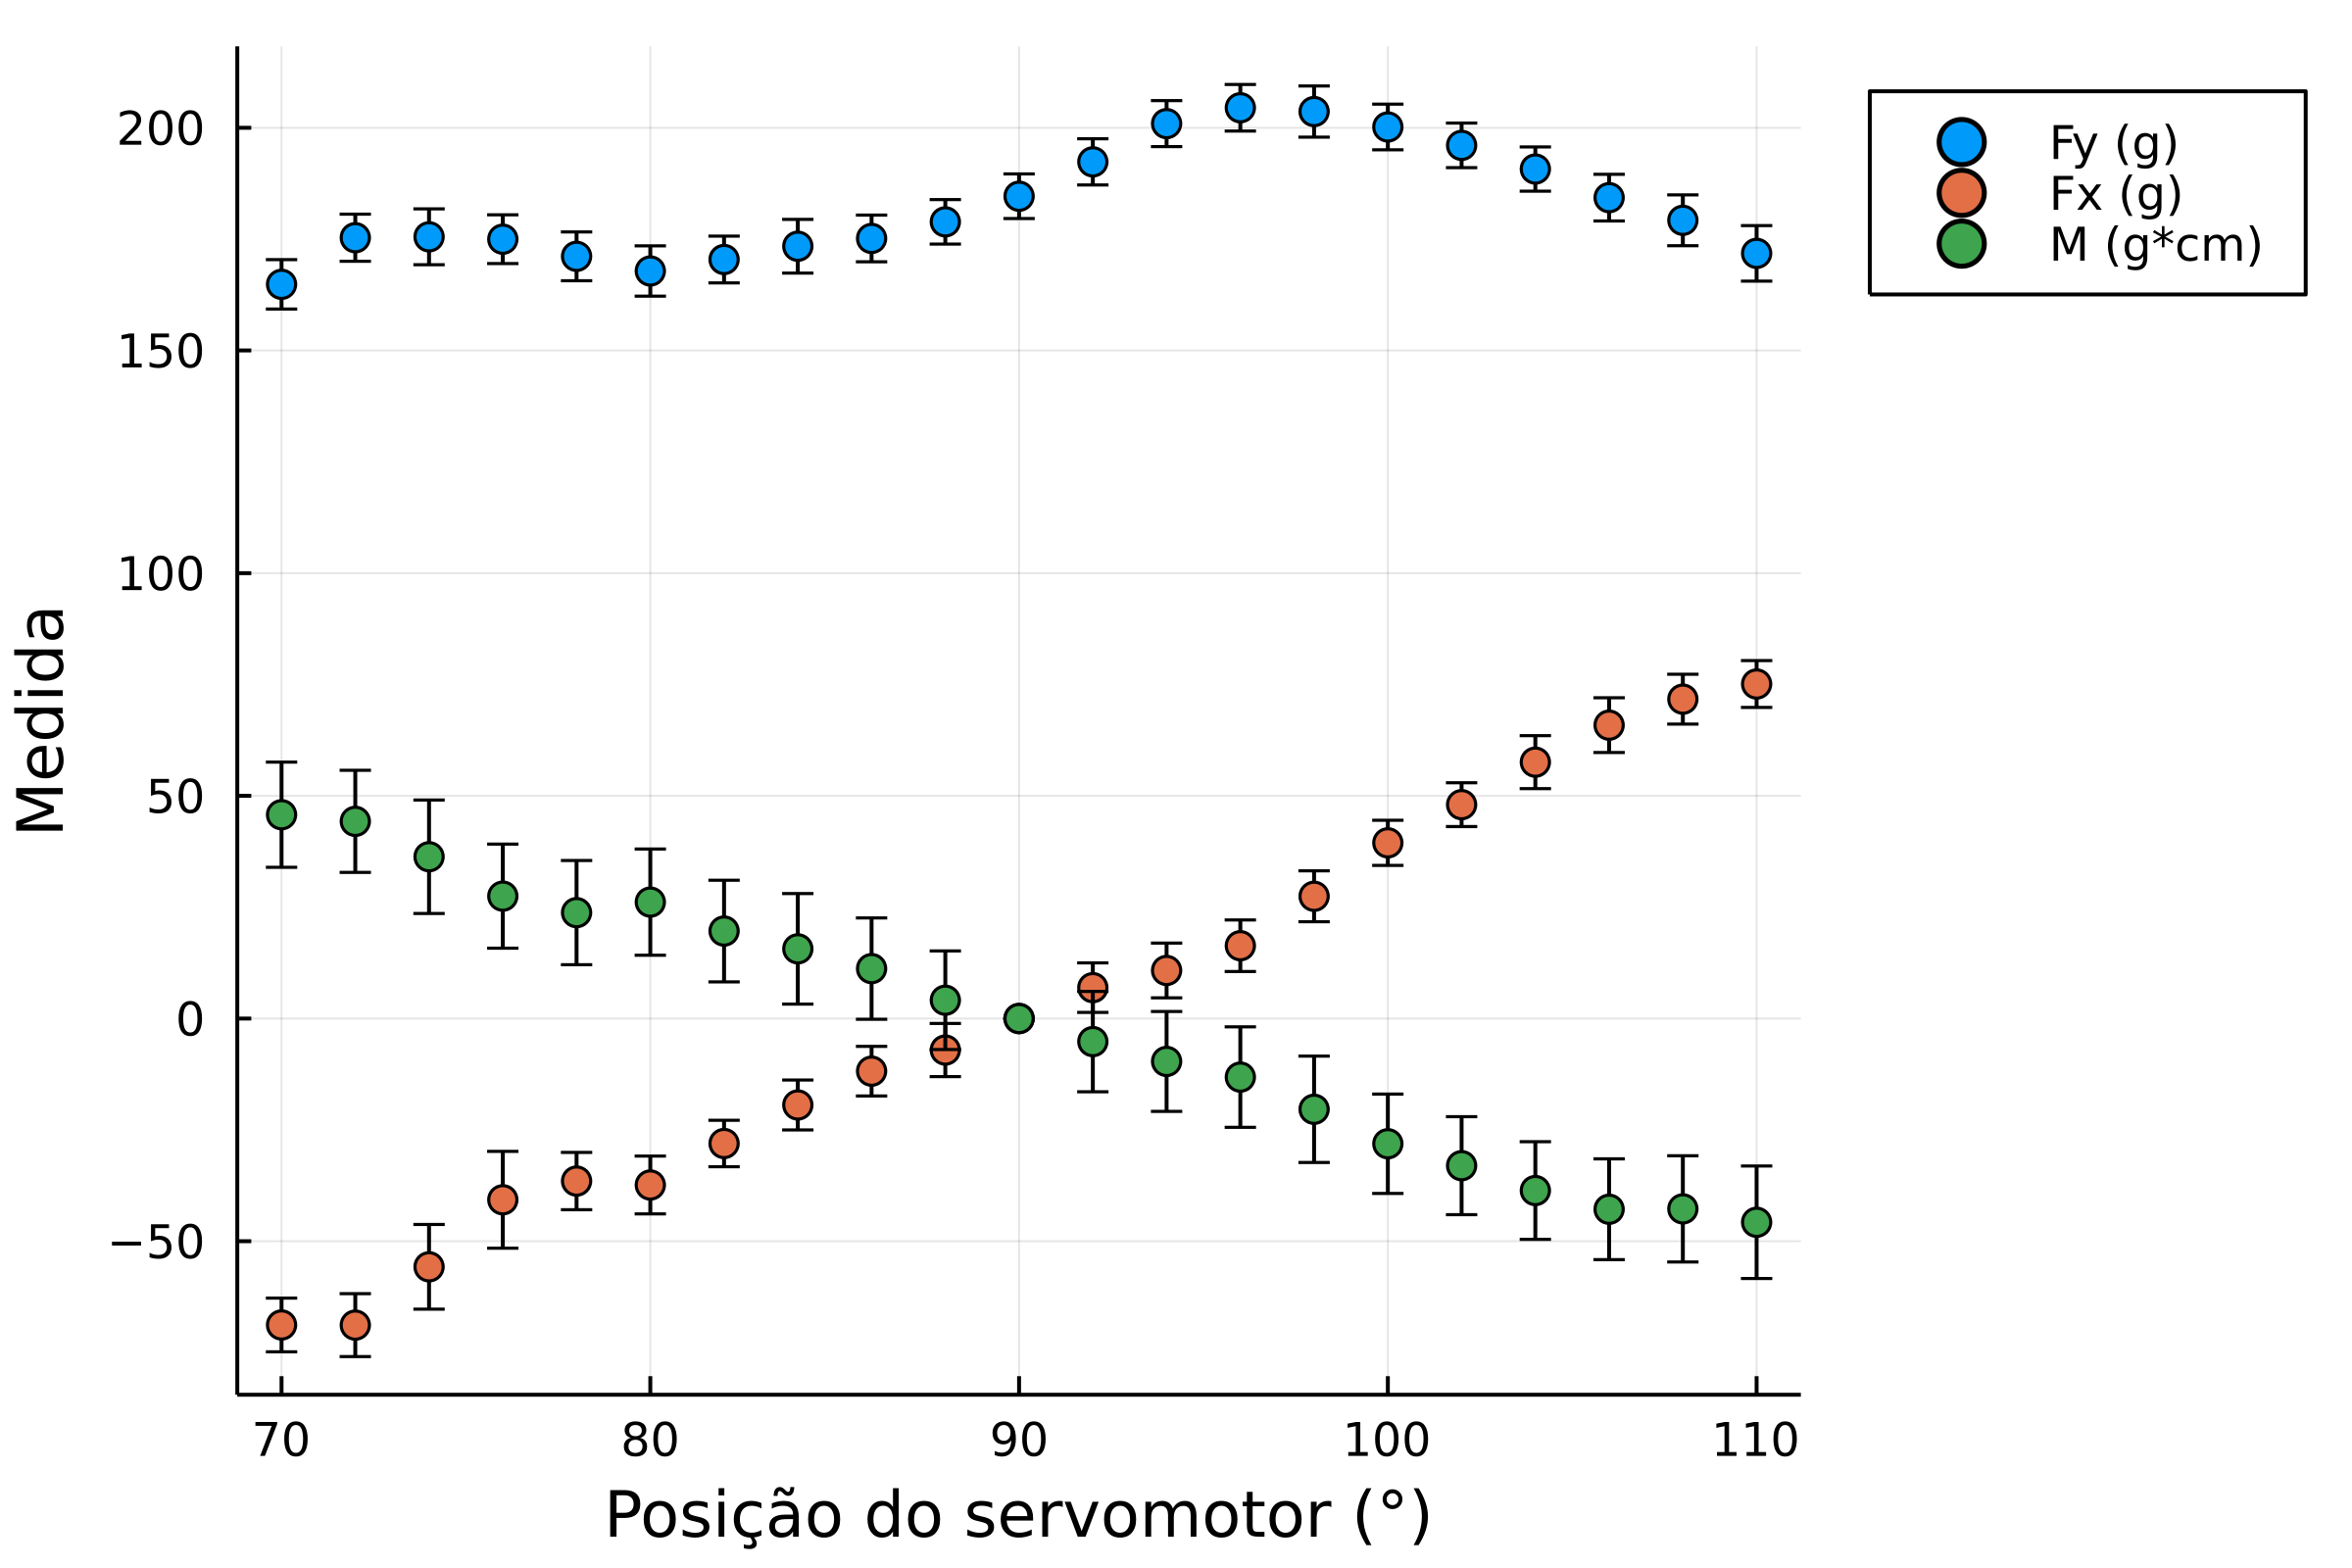 200
150
100
50
0
−50
Medida
70 80 90 100 110
Posição do servomotor (°)
Fy (g)
Fx (g)
M (g*cm)